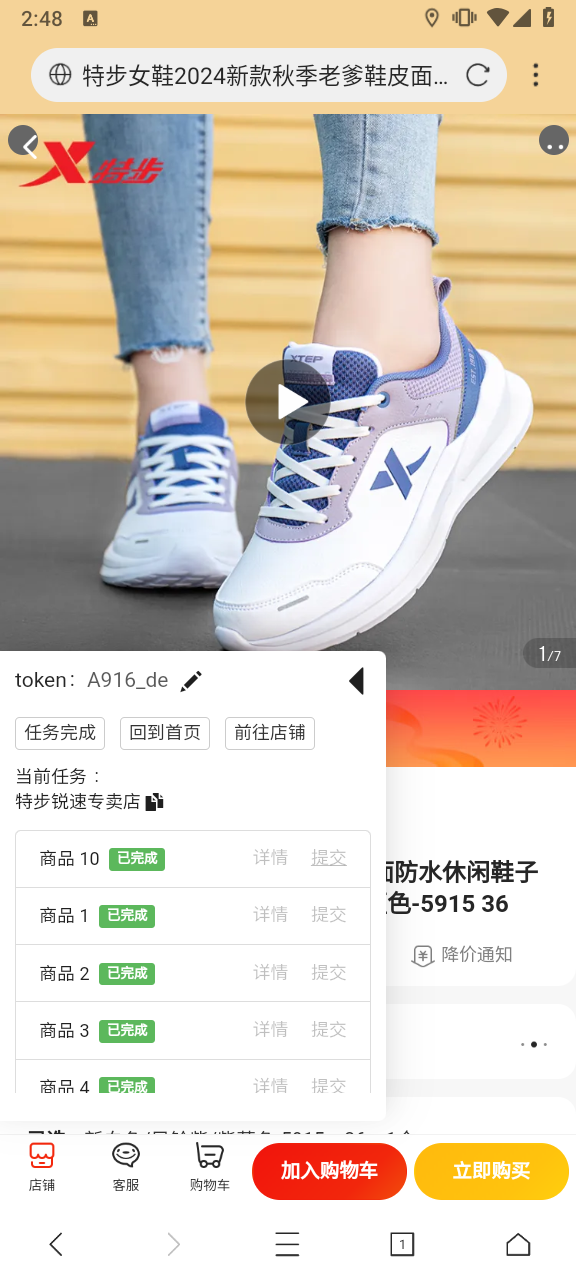 2:48
A
特步女鞋2024新款秋季老爹鞋皮面...
X特步
XTEP
XTEP
1/7
token： A916_de
任务完成 回到首页 前往店铺
当前任务：
特步锐速专卖店
商品 10 已完成 详情 提交
面防水休闲鞋子
商品 1 已完成 详情 提交
色-5915 36
商品 2 已完成 详情 提交
降价通知
商品 3 已完成 详情 提交
商品 4 已完成 详情 提交
店铺 客服 购物车 加入购物车 立即购买
1